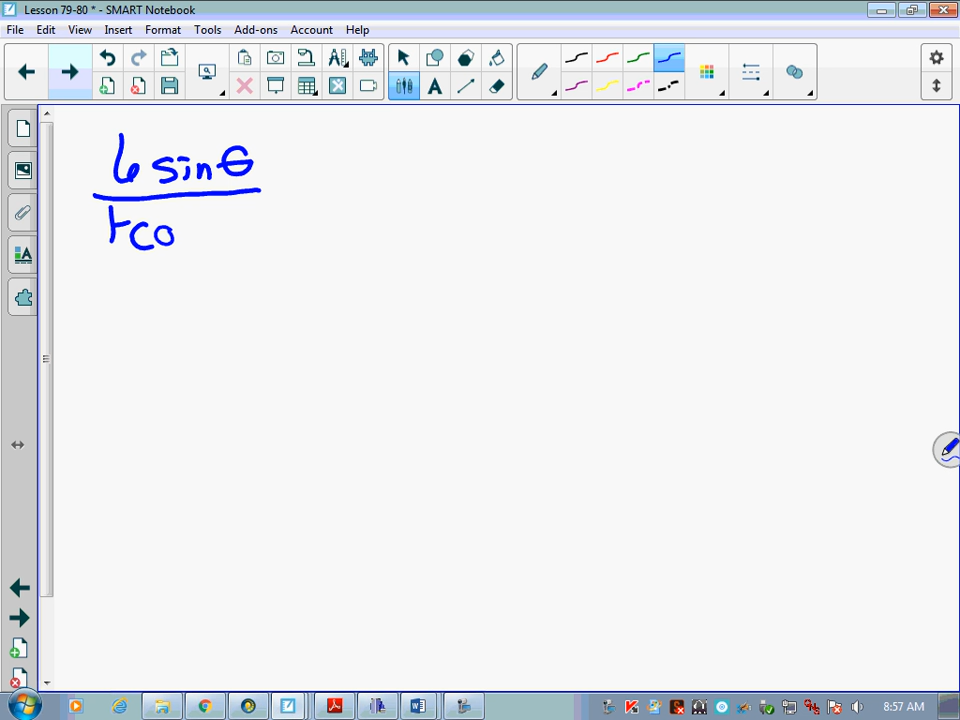 Lesson 79-80 * - SMART Notebook
File Edit View Insert Format Tools Add-ons Account Help
6 sinθ
rco
8:57 AM